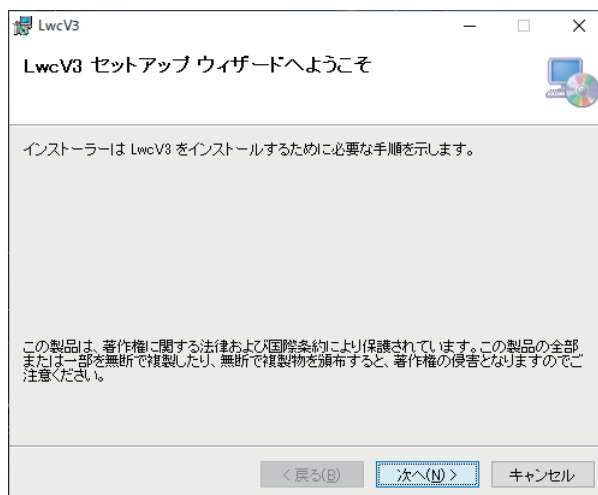 LwcV3
LwcV3 セットアップ ウィザードへようこそ
インストーラーは LwcV3 をインストールするために必要な手順を示します。
この製品は、著作権に関する法律および国際条約により保護されています。この製品の全部
または一部を無断で複製したり、無断で複製物を頒布すると、著作権の侵害となりますのでご
注意ください。
< 戻る(B)
次へ(N) >
キャンセル